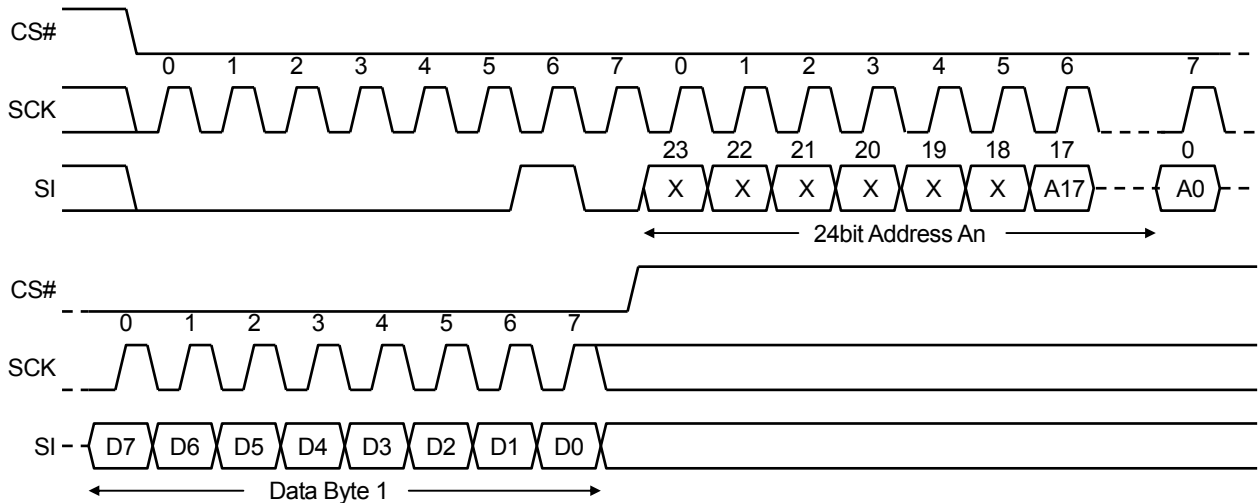 CS#
0 1 2 3 4 5 6 7 0 1 2 3 4 5 6 7
SCK
23 22 21 20 19 18 17 0
SI X X X X X X A17 A0
24bit Address An
CS#
0 1 2 3 4 5 6 7
SCK
SI D7 D6 D5 D4 D3 D2 D1 D0
Data Byte 1